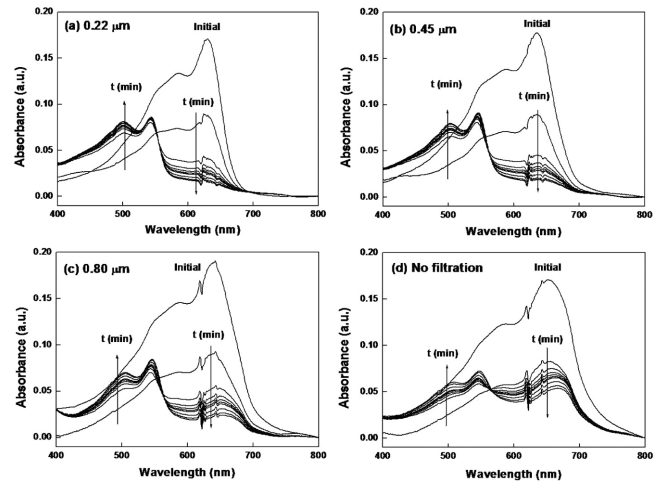 (a) 0.22 μm
Initial
t (min)
t (min)
Absorbance (a.u.)
0.20
0.15
0.10
0.05
0.00
400
500
600
700
800
Wavelength (nm)
(b) 0.45 μm
Initial
t (min)
t (min)
Absorbance (a.u.)
0.20
0.15
0.10
0.05
0.00
400
500
600
700
800
Wavelength (nm)
(c) 0.80 μm
Initial
t (min)
t (min)
Absorbance (a.u.)
0.20
0.15
0.10
0.05
0.00
400
500
600
700
800
Wavelength (nm)
(d) No filtration
Initial
t (min)
t (min)
Absorbance (a.u.)
0.20
0.15
0.10
0.05
0.00
400
500
600
700
800
Wavelength (nm)